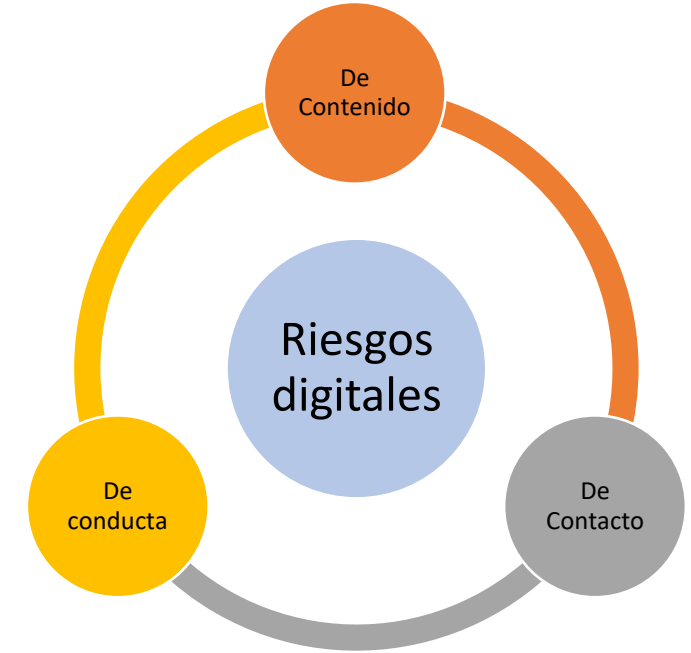 De
Contenido
Riesgos
digitales
De
conducta
De
Contacto